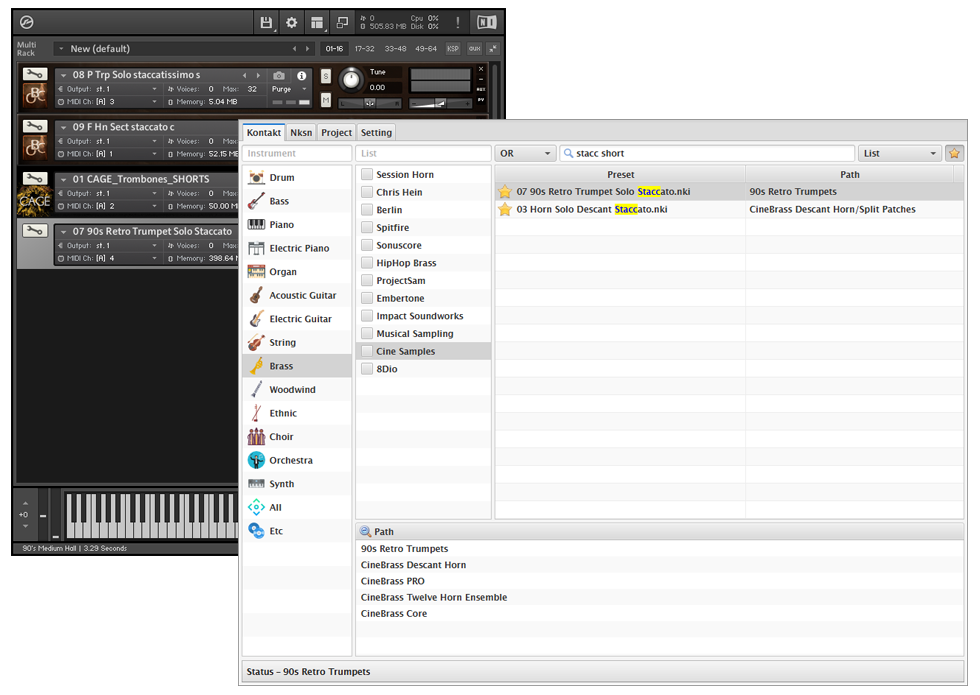 0 Cpu 0%
505.83 MB Disk 0%
!
Multi
Rack
New (default)
01-16 17-32 33-48 49-64 KSP AUX
08 P Trp Solo staccatissimo s
Output: st.1 Voices: 0 Max: 32 Purge
MIDI Ch: [A] 3 Memory: 5.04 MB
S
M
Tune
0.00
L R
AUX
PV
09 F Hn Sect staccato c
Output: st.1 Voices: 0 Max:
MIDI Ch: [A] 1 Memory: 52.15 MB
01 CAGE_Trombones_SHORTS
Output: st.1 Voices: 0 Max:
MIDI Ch: [A] 2 Memory: 50.00 M
CAGE
07 90s Retro Trumpet Solo Staccato
Output: st.1 Voices: 0 Max:
MIDI Ch: [A] 4 Memory: 398.64 M
+0
90's Medium Hall | 3.29 Seconds
Kontakt Nksn Project Setting
Instrument
Drum
Bass
Piano
Electric Piano
Organ
Acoustic Guitar
Electric Guitar
String
Brass
Woodwind
Ethnic
Choir
Orchestra
Synth
All
Etc
List
Session Horn
Chris Hein
Berlin
Spitfire
Sonuscore
HipHop Brass
ProjectSam
Embertone
Impact Soundworks
Musical Sampling
Cine Samples
8Dio
OR stacc short List
Preset Path
07 90s Retro Trumpet Solo Staccato.nki 90s Retro Trumpets
03 Horn Solo Descant Staccato.nki CineBrass Descant Horn/Split Patches
Path
90s Retro Trumpets
CineBrass Descant Horn
CineBrass PRO
CineBrass Twelve Horn Ensemble
CineBrass Core
Status - 90s Retro Trumpets